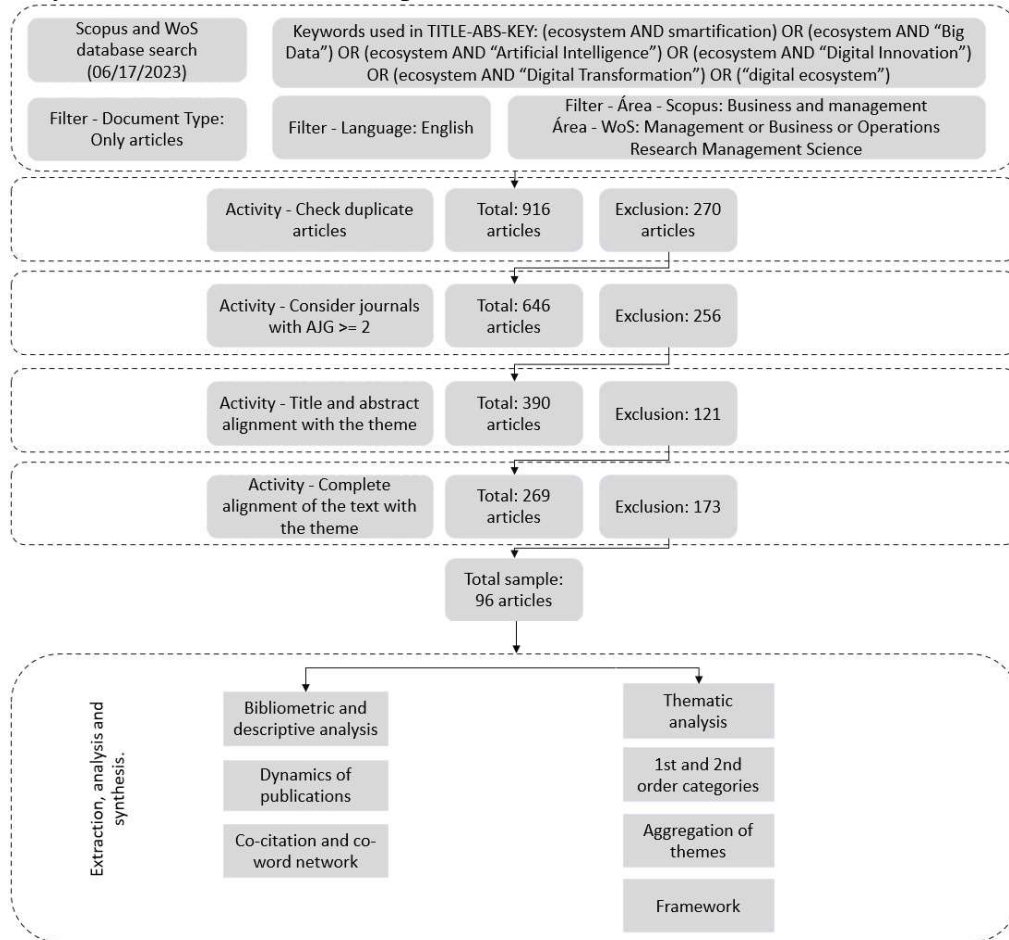 Scopus and WoS
database search
(06/17/2023)
Keywords used in TITLE-ABS-KEY: (ecosystem AND smartification) OR (ecosystem AND “Big
Data”) OR (ecosystem AND “Artificial Intelligence”) OR (ecosystem AND “Digital Innovation”)
OR (ecosystem AND “Digital Transformation”) OR (“digital ecosystem”)
Filter - Document Type:
Only articles
Filter - Language: English
Filter - Área - Scopus: Business and management
Área - WoS: Management or Business or Operations
Research Management Science
Activity - Check duplicate
articles
Total: 916
articles
Exclusion: 270
articles
Activity - Consider journals
with AJG >= 2
Total: 646
articles
Exclusion: 256
Activity - Title and abstract
alignment with the theme
Total: 390
articles
Exclusion: 121
Activity - Complete
alignment of the text with
the theme
Total: 269
articles
Exclusion: 173
Total sample:
96 articles
Extraction, analysis and
synthesis.
Bibliometric and
descriptive analysis
Dynamics of
publications
Co-citation and co-
word network
Thematic
analysis
1st and 2nd
order categories
Aggregation of
themes
Framework